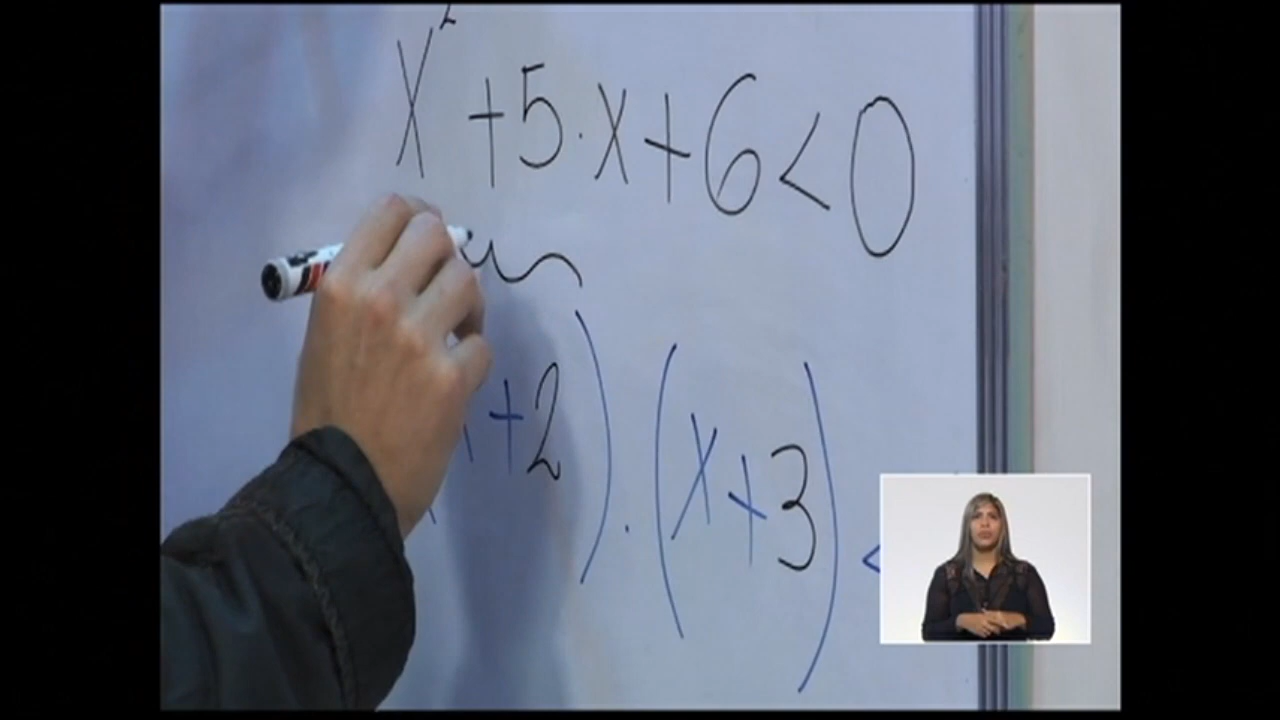 x² + 5 · x + 6 < 0
+ 2 ) · ( x + 3 ) <